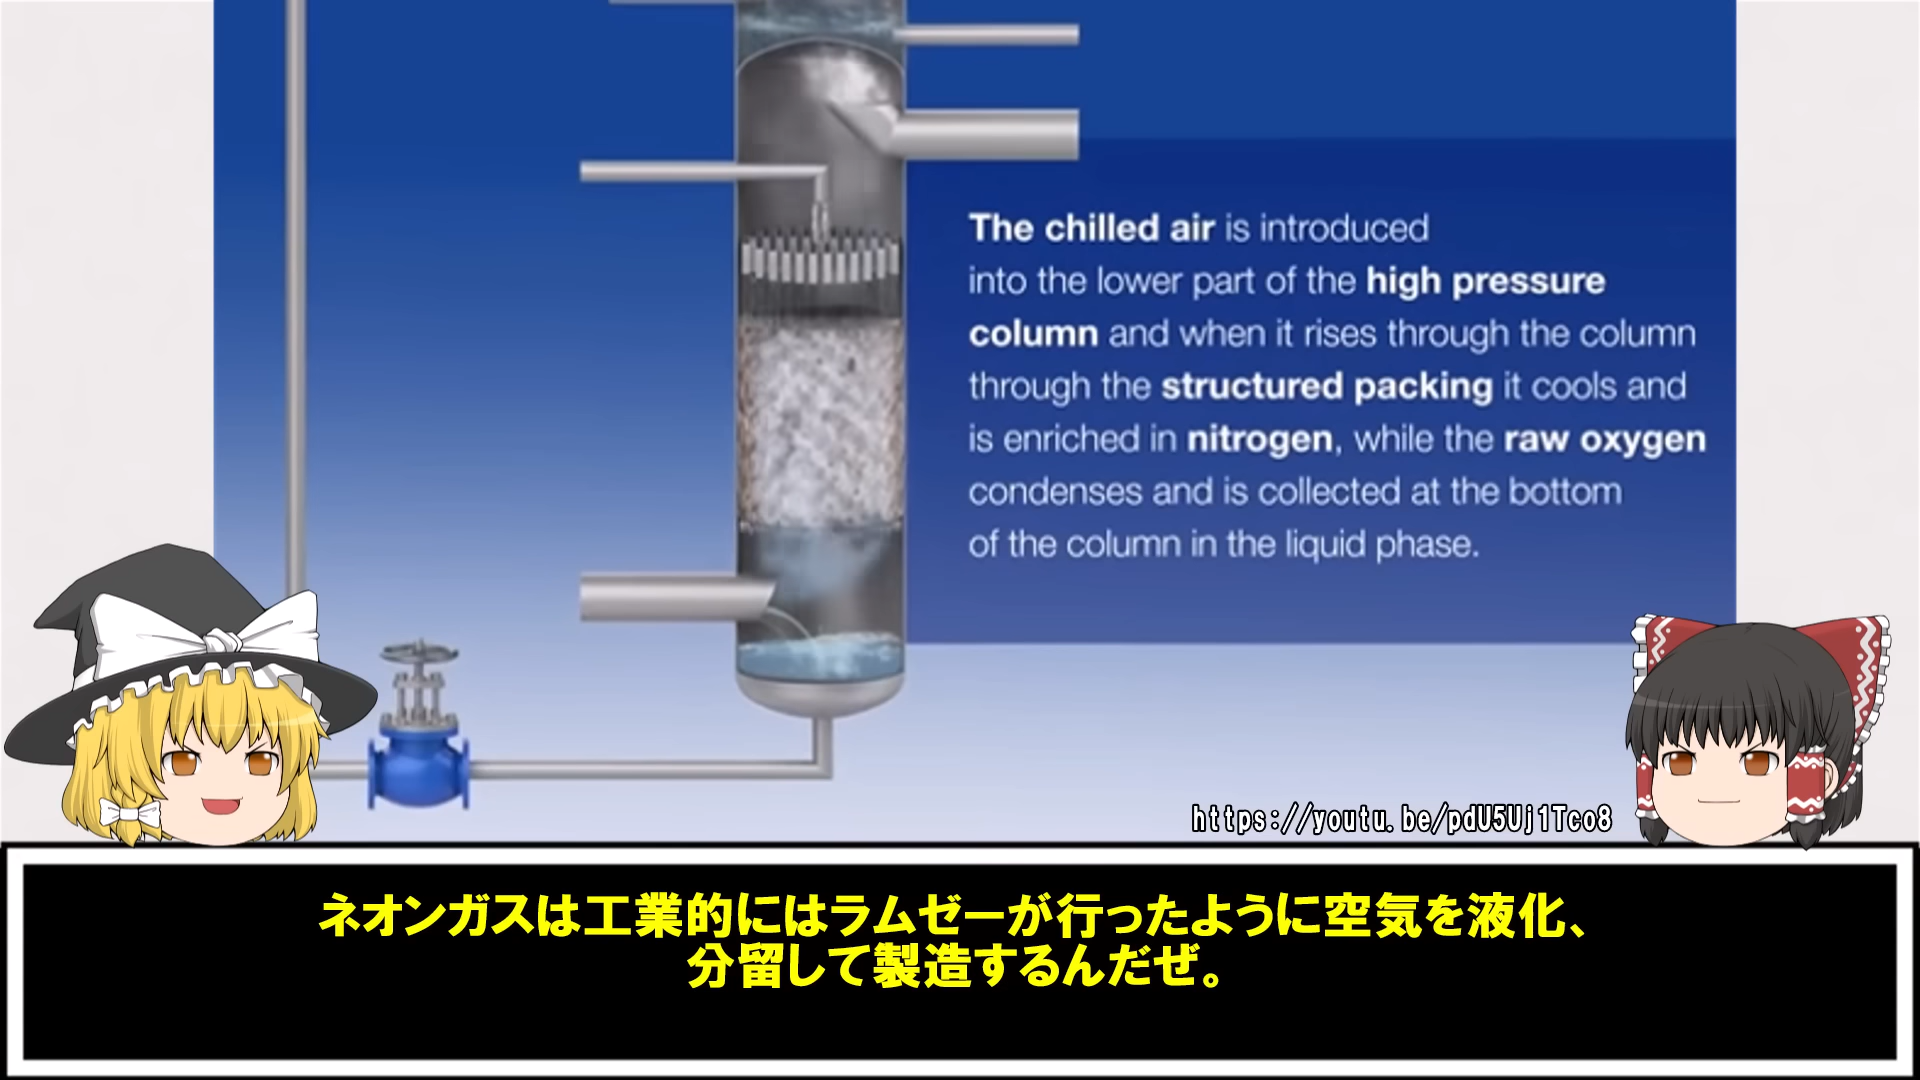 The chilled air is introduced
into the lower part of the high pressure
column and when it rises through the column
through the structured packing it cools and
is enriched in nitrogen, while the raw oxygen
condenses and is collected at the bottom
of the column in the liquid phase.
https://youtu.be/pdU5Uj1Tco8
ネオンガスは工業的にはラムゼーが行ったように空気を液化、
分留して製造するんだぜ。